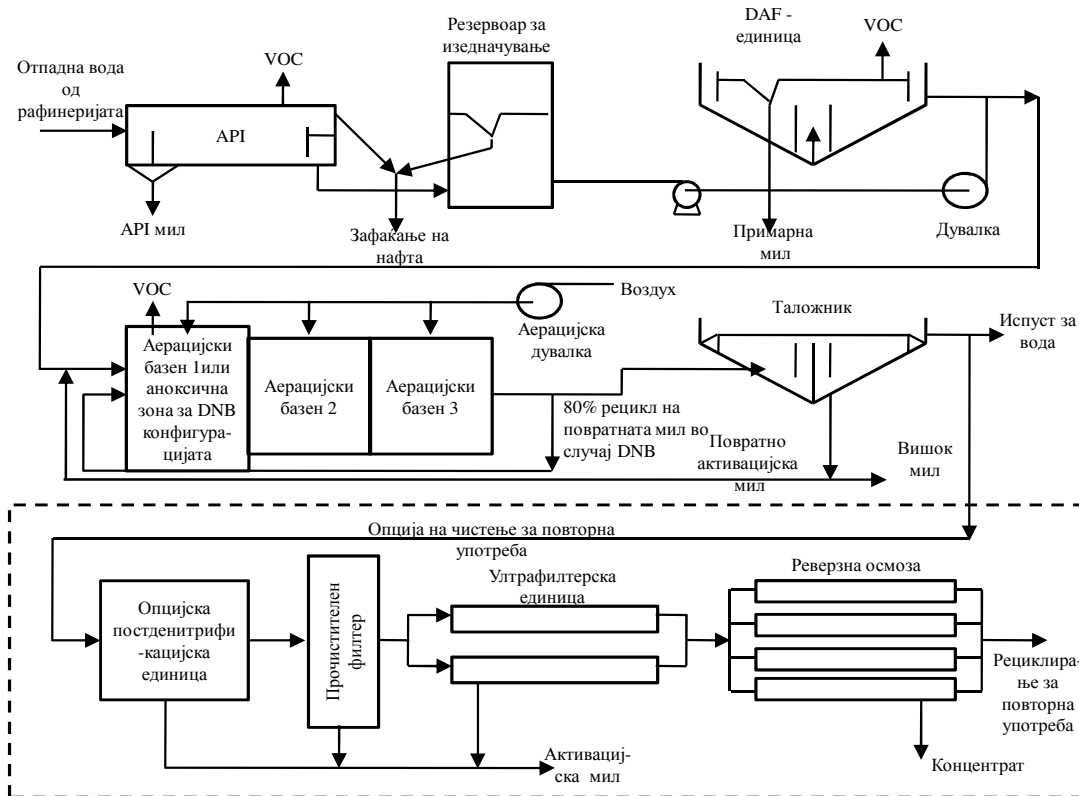 Отпадна вода
од
рафинеријата
VOC
API
API мил
Резервоар за
изедначување
Зафаќање на
нафта
DAF -
единица
VOC
Примарна
мил
Дувалка
VOC
Воздух
Аерацијска
дувалка
Аерацијски
базен 1или
аноксична
зона за DNB
конфигура-
цијата
Аерацијски
базен 2
Аерацијски
базен 3
80% рецикл на
повратната мил во
случај DNB
Таложник
Испуст за
вода
Повратно
активацијска
мил
Вишок
мил
Опција на чистење за повторна
употреба
Опцијска
постденитрифи
-кацијска
единица
Прочистителен
филтер
Ултрафилтерска
единица
Реверзна осмоза
Рециклира-
ње за
повторна
употреба
Активациј-
ска мил
Концентрат